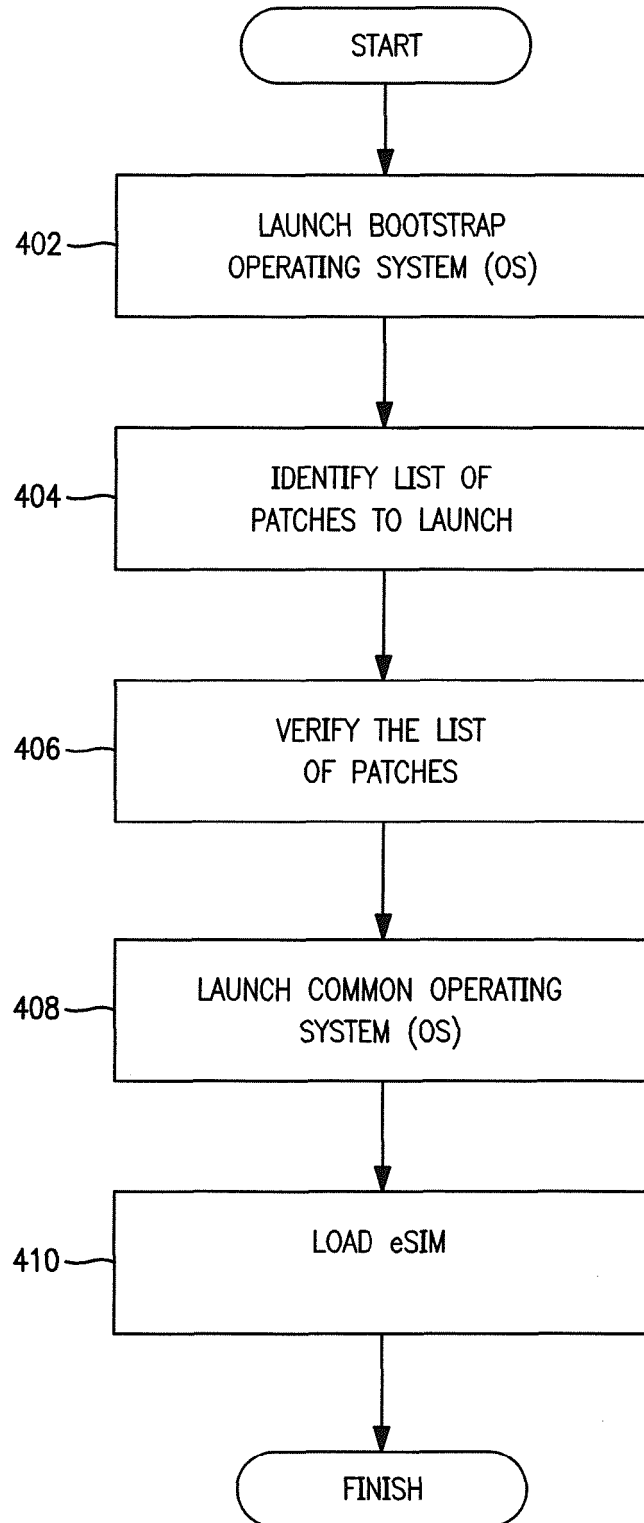 START
402
LAUNCH BOOTSTRAP
OPERATING SYSTEM (OS)
404
IDENTIFY LIST OF
PATCHES TO LAUNCH
406
VERIFY THE LIST
OF PATCHES
408
LAUNCH COMMON OPERATING
SYSTEM (OS)
410
LOAD eSIM
FINISH